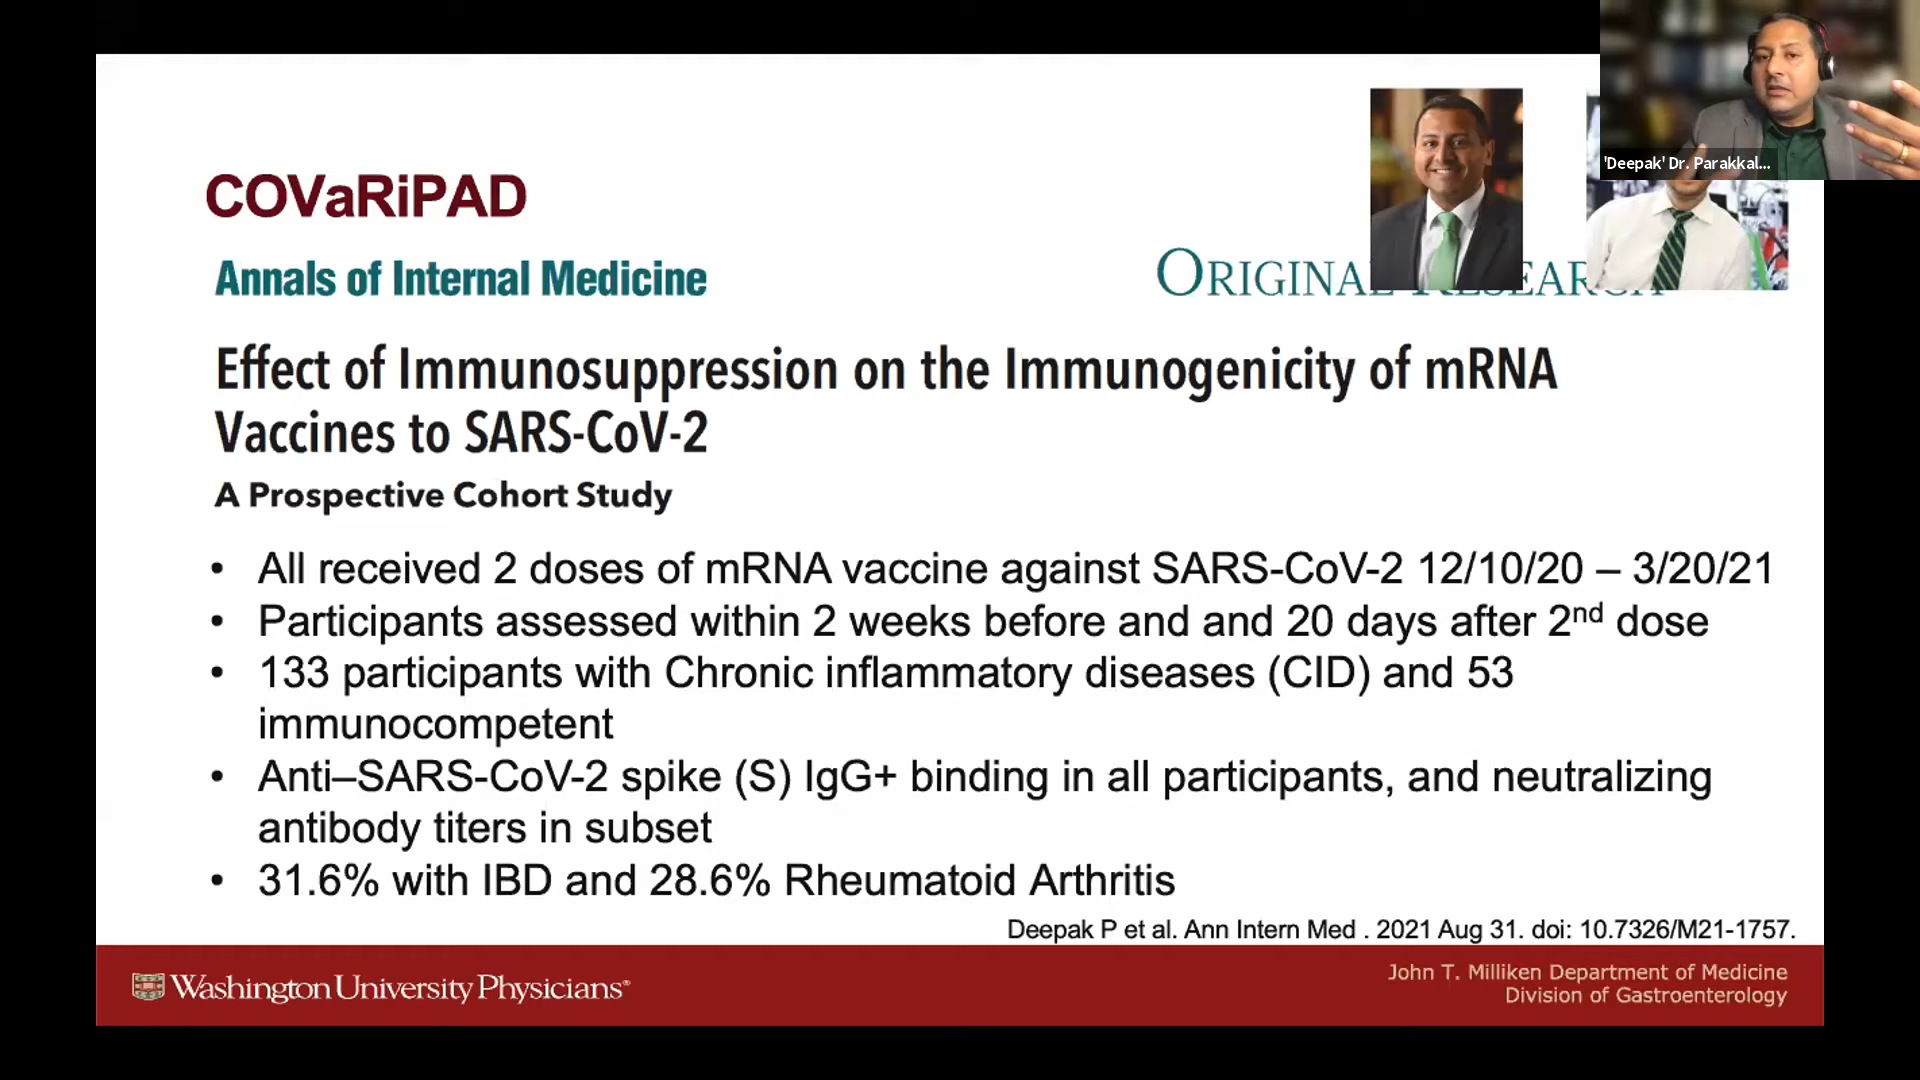 'Deepak' Dr. Parakkal...
COVaRiPAD
Annals of Internal Medicine
ORIGINAL RESEARCH
Effect of Immunosuppression on the Immunogenicity of mRNA
Vaccines to SARS-CoV-2
A Prospective Cohort Study
• All received 2 doses of mRNA vaccine against SARS-CoV-2 12/10/20 – 3/20/21
• Participants assessed within 2 weeks before and and 20 days after 2nd dose
• 133 participants with Chronic inflammatory diseases (CID) and 53
immunocompetent
• Anti–SARS-CoV-2 spike (S) IgG+ binding in all participants, and neutralizing
antibody titers in subset
• 31.6% with IBD and 28.6% Rheumatoid Arthritis
Deepak P et al. Ann Intern Med . 2021 Aug 31. doi: 10.7326/M21-1757.
Washington University Physicians®
John T. Milliken Department of Medicine
Division of Gastroenterology